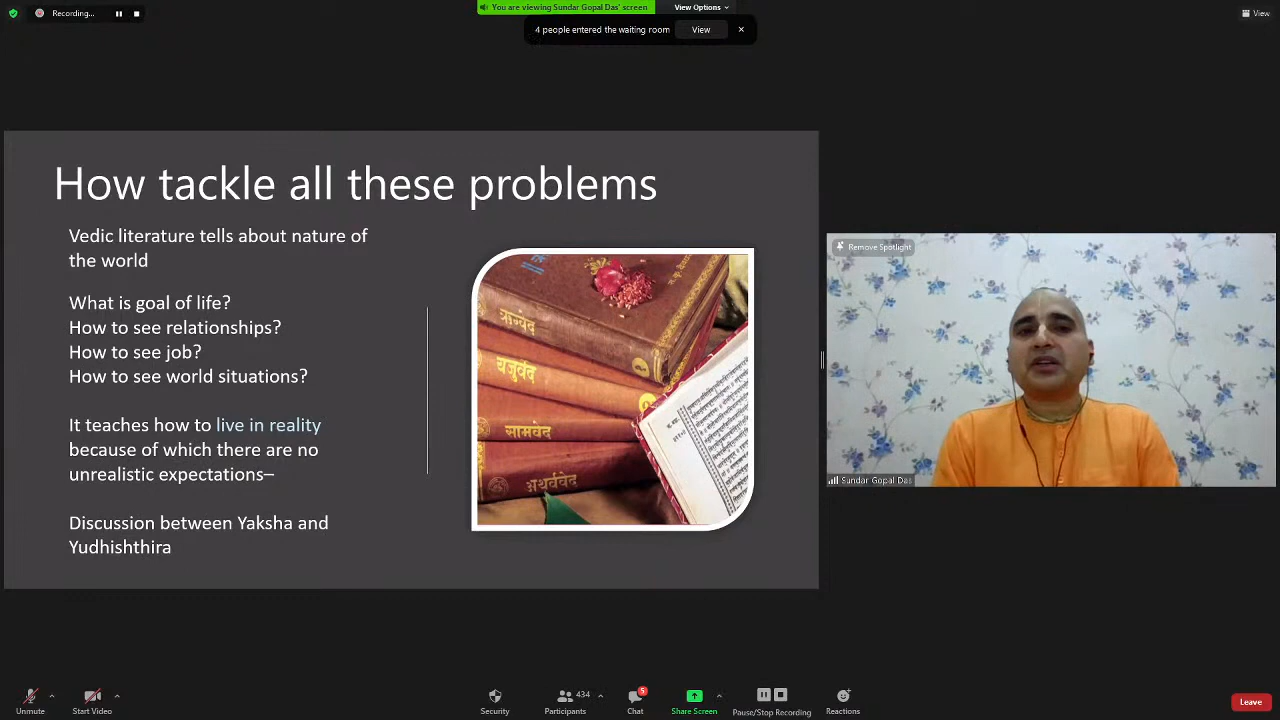 Recording...
You are viewing Sundar Gopal Das' screen
View Options
View
4 people entered the waiting room
View
How tackle all these problems
Vedic literature tells about nature of
the world
What is goal of life?
How to see relationships?
How to see job?
How to see world situations?
It teaches how to live in reality
because of which there are no
unrealistic expectations–
Discussion between Yaksha and
Yudhishthira
ऋग्वेद
यजुर्वेद
सामवेद
अथर्ववेद
Remove Spotlight
Sundar Gopal Das
Unmute
Start Video
Security
Participants
434
Chat
5
Share Screen
Pause/Stop Recording
Reactions
Leave